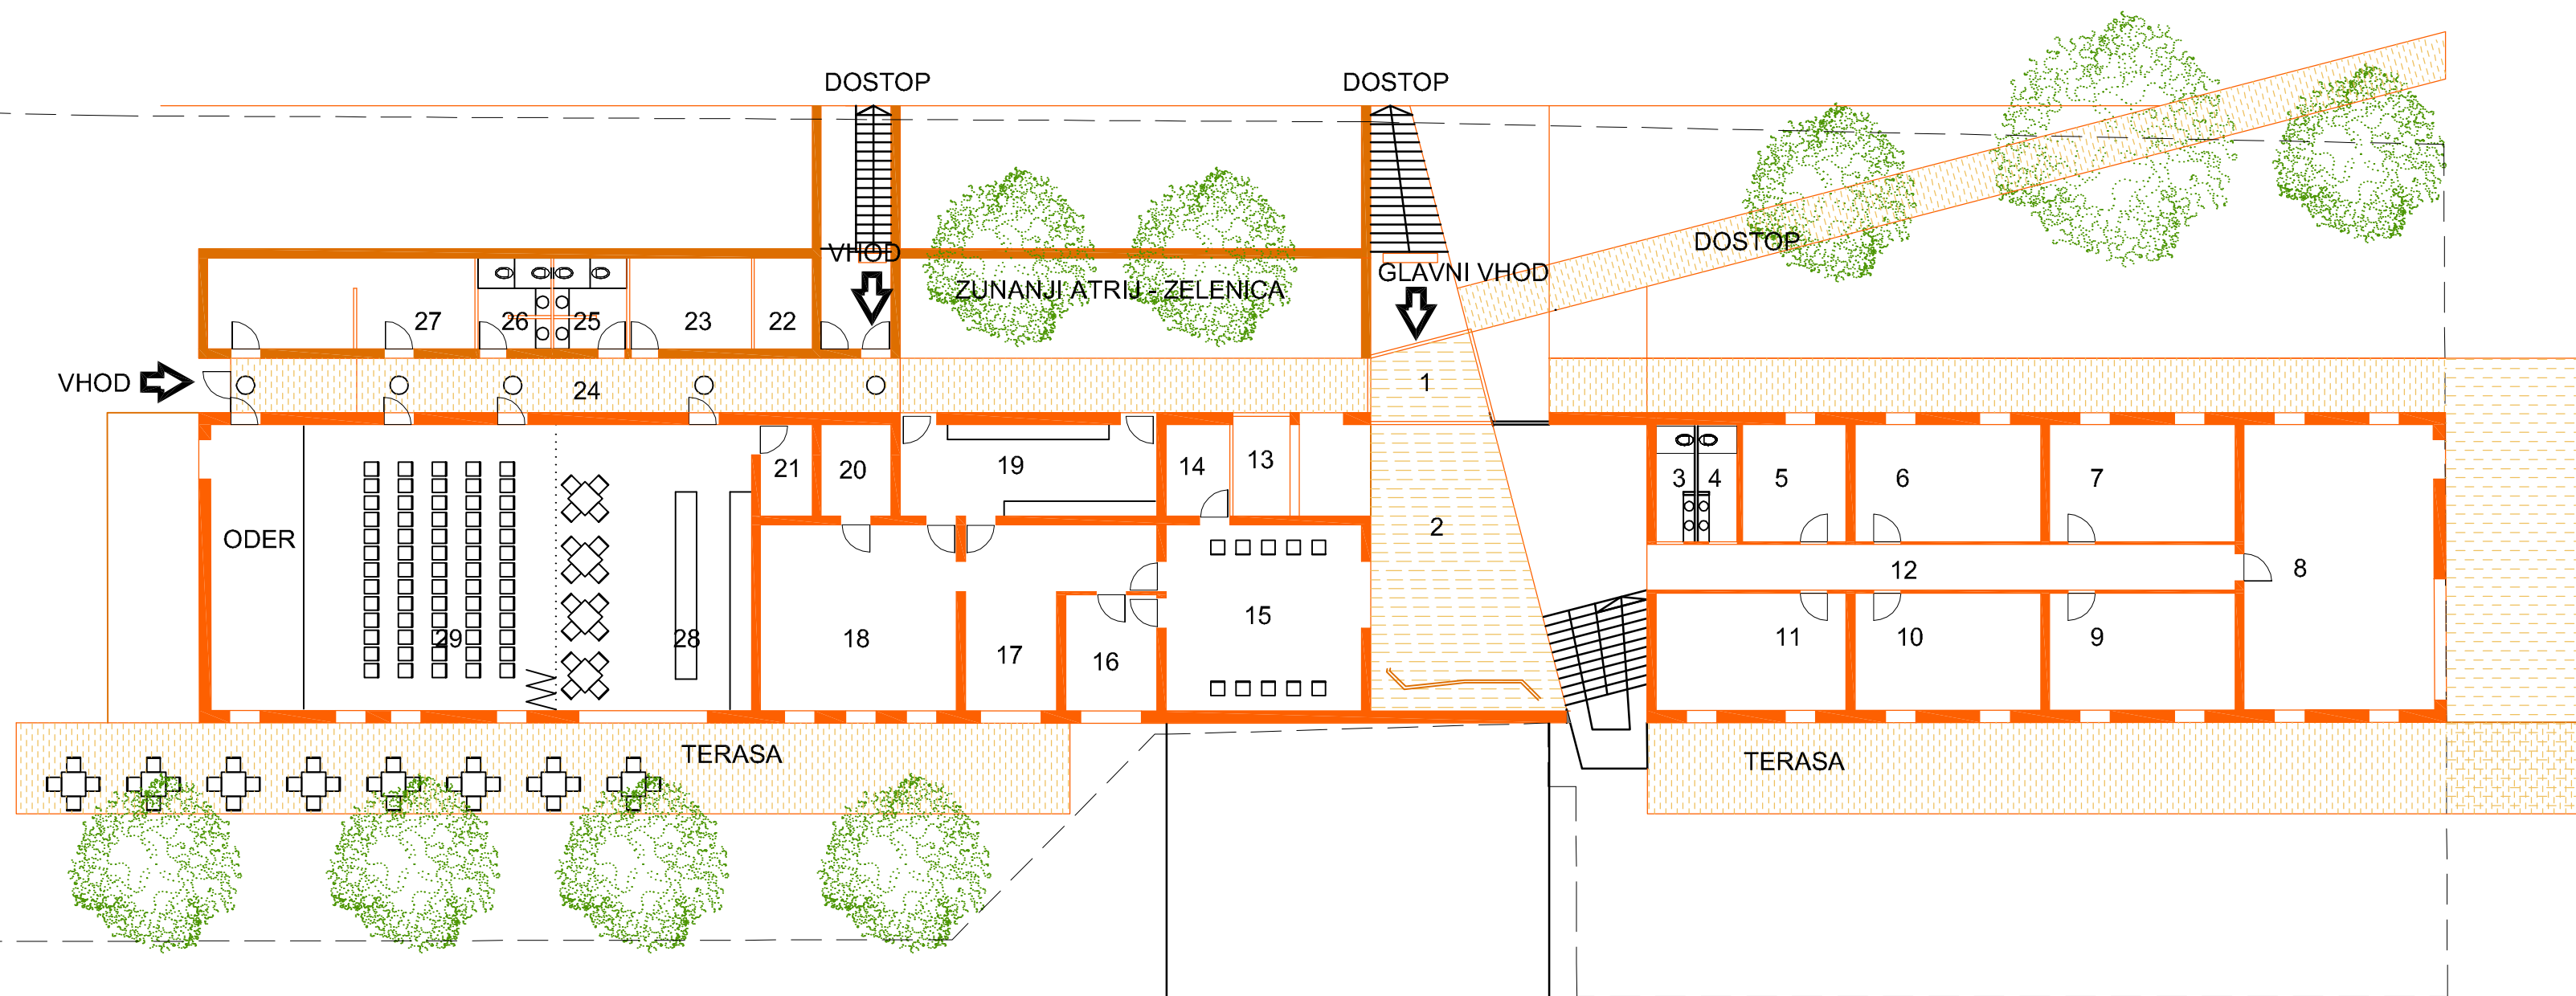 DOSTOP
DOSTOP
DOSTOP
VHOD
GLAVNI VHOD
ZUNANJI ATRIJ - ZELENICA
27
26
25
23
22
VHOD
24
1
21
20
19
14
13
2
3
4
5
6
7
ODER
12
8
29
28
18
17
16
15
11
10
9
TERASA
TERASA